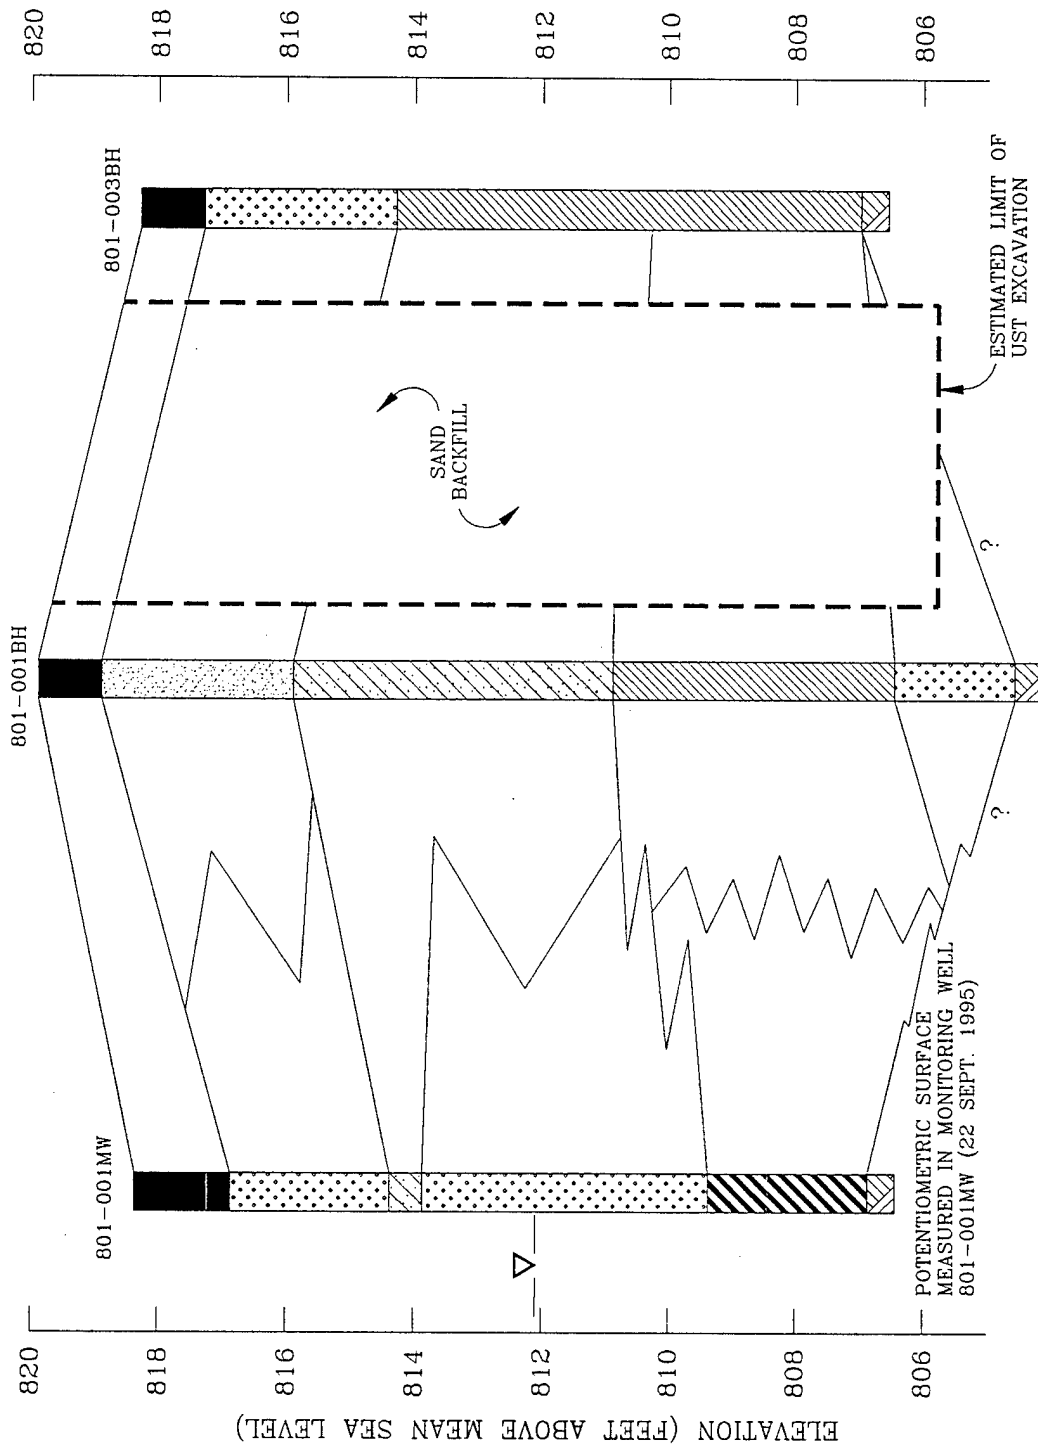 820
818
816
814
812
810
808
806
801-003BH
ESTIMATED LIMIT OF
UST EXCAVATION
SAND
BACKFILL
?
801-001BH
?
801-001MW
POTENTIOMETRIC SURFACE
MEASURED IN MONITORING WELL
801-001MW (22 SEPT. 1995)
820
818
816
814
812
810
808
806
ELEVATION (FEET ABOVE MEAN SEA LEVEL)